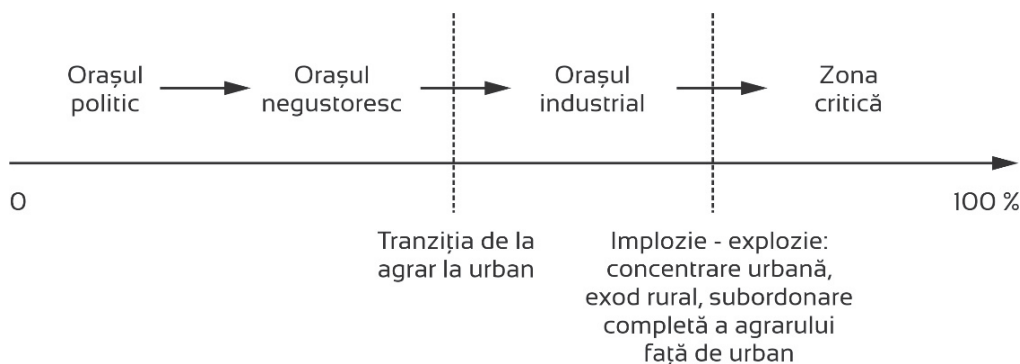 Orașul
politic
Orașul
negustoresc
Orașul
industrial
Zona
critică
0
100 %
Tranziția de la
agrar la urban
Implozie - explozie:
concentrare urbană,
exod rural, subordonare
completă a agrarului
față de urban